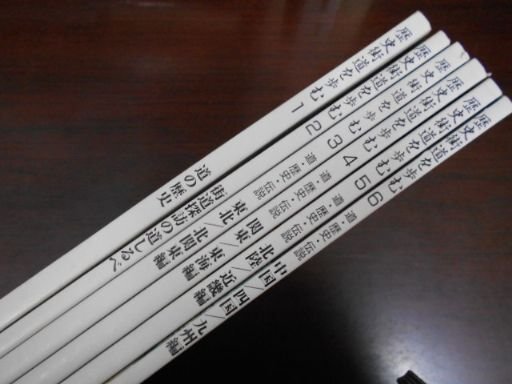 歴史街道を歩む 1 道の歴史
歴史街道を歩む 2 街道探訪の道しるべ
歴史街道を歩む 3 道・歴史・伝説 東北/北関東編
歴史街道を歩む 4 道・歴史・伝説 関東/東海編
歴史街道を歩む 5 道・歴史・伝説 北陸/近畿編
歴史街道を歩む 6 道・歴史・伝説 中国/四国/九州編